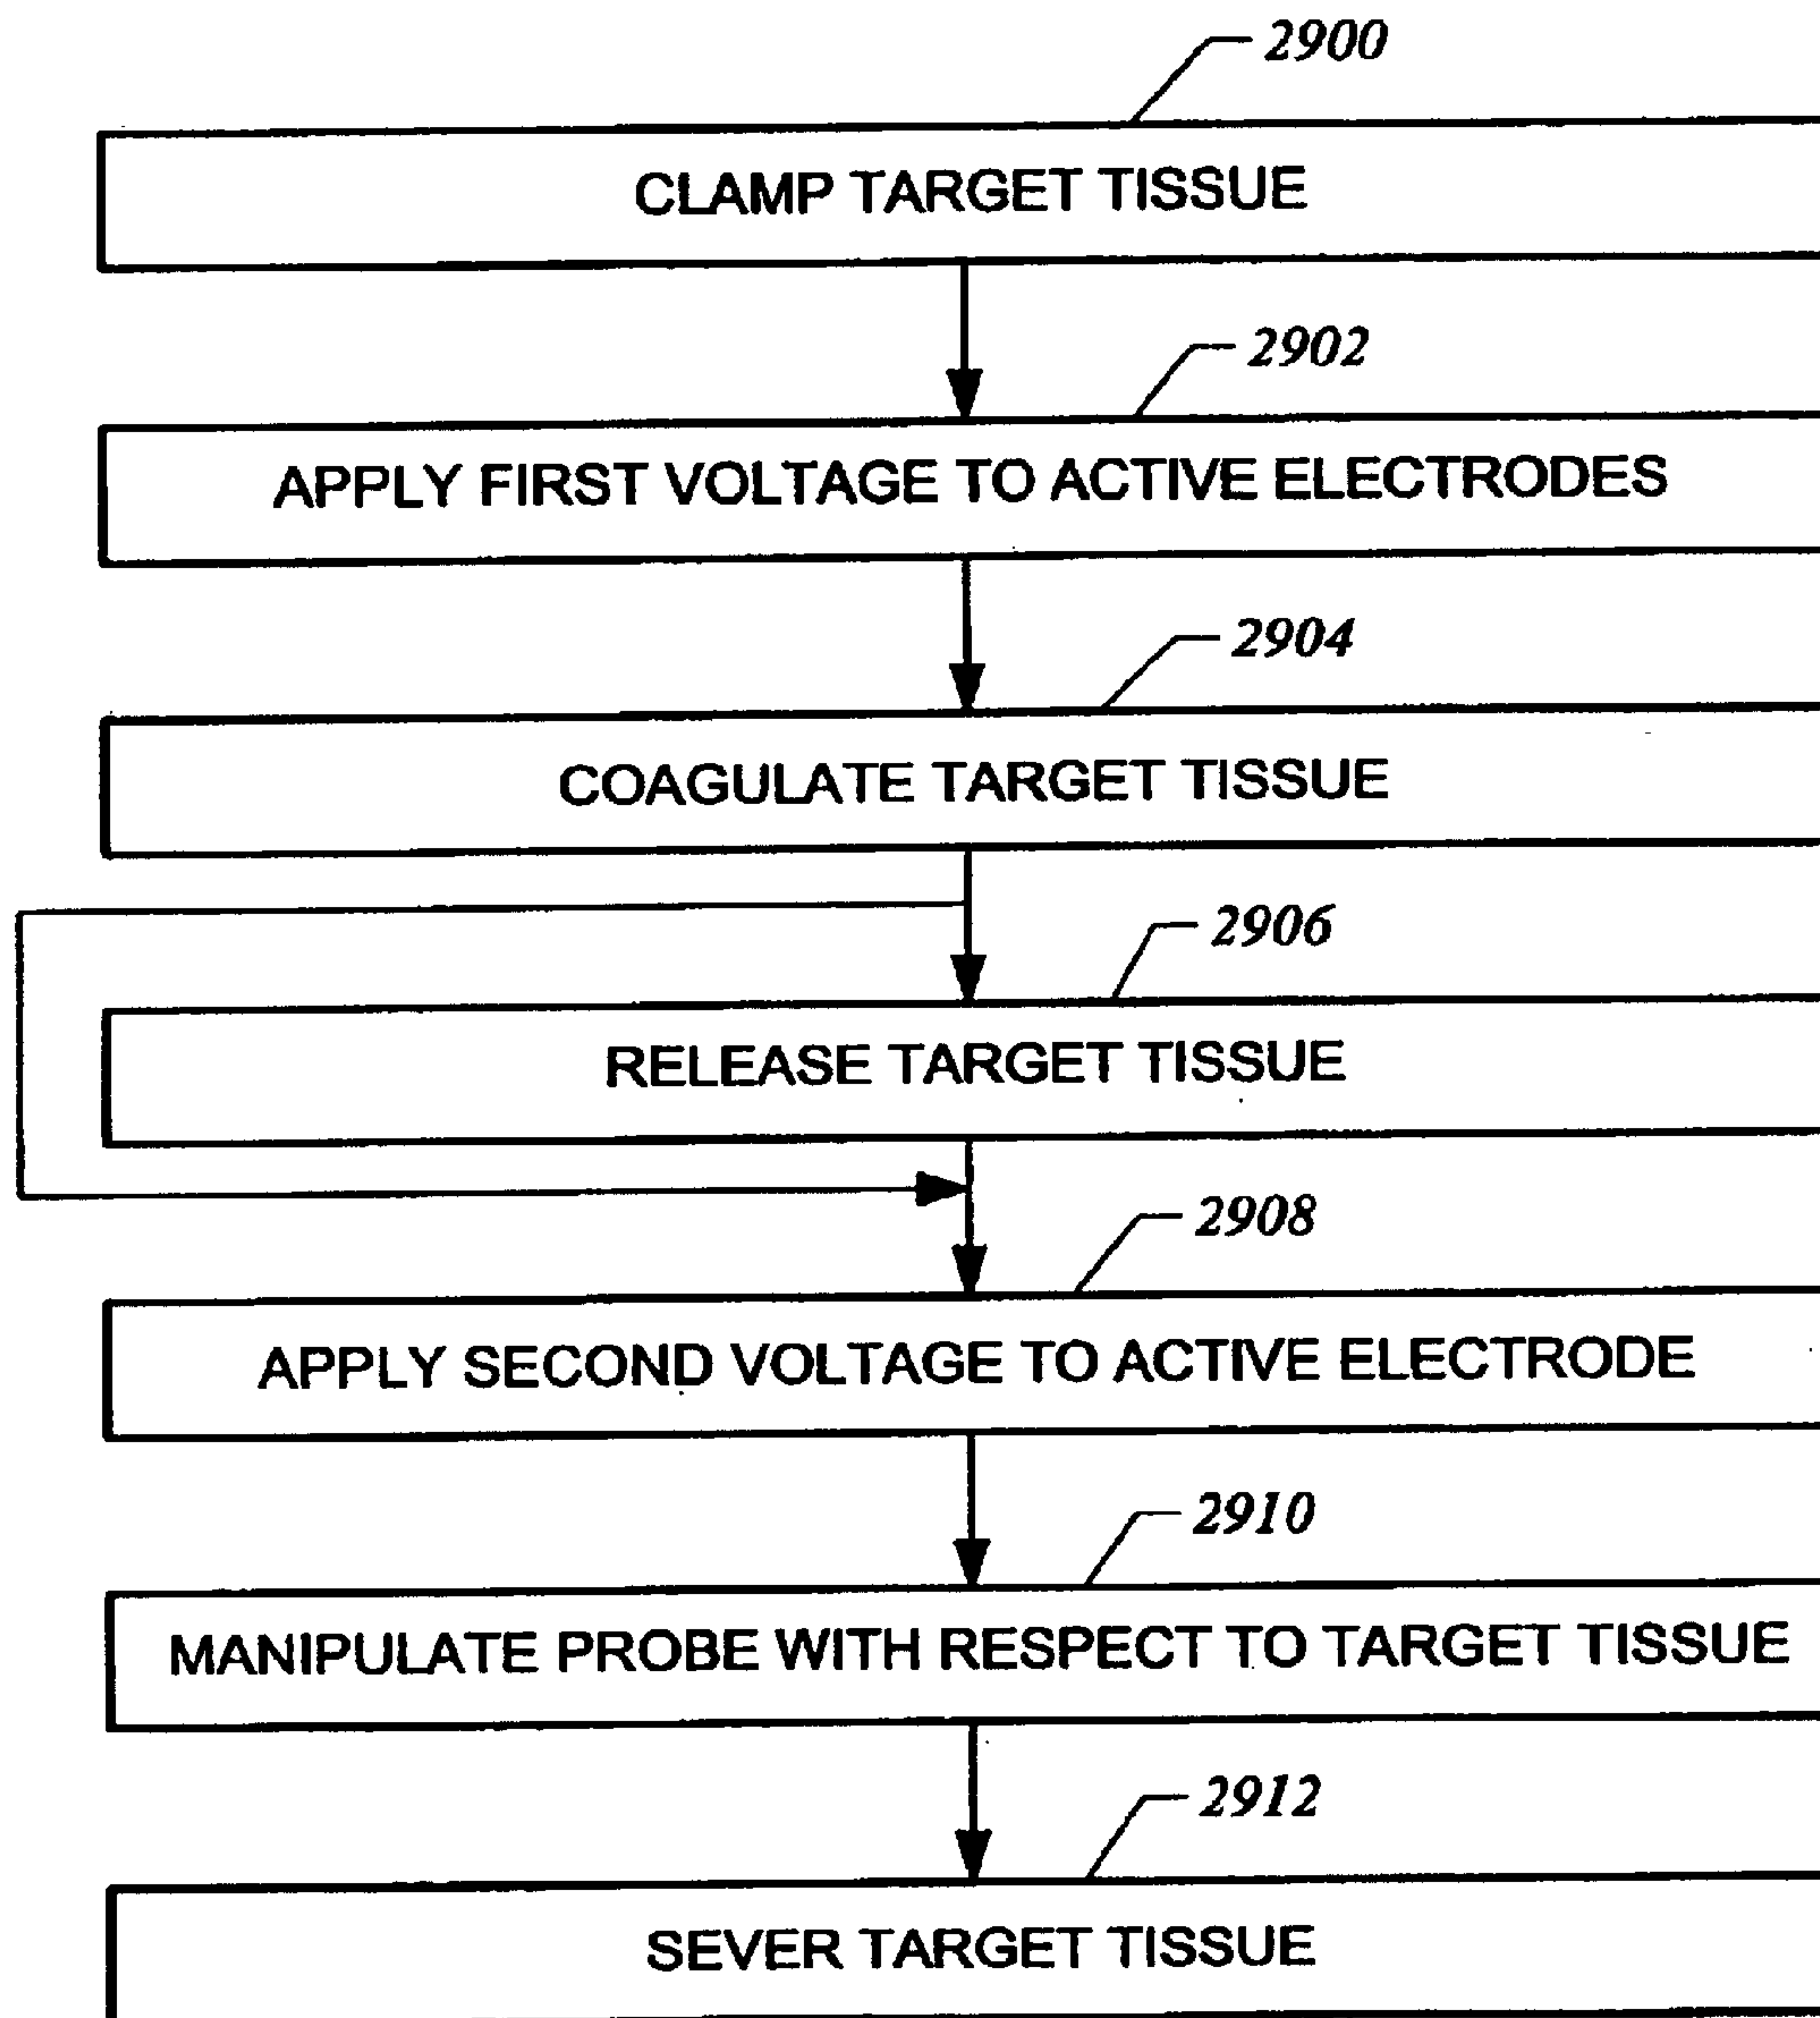 2900
CLAMP TARGET TISSUE
2902
APPLY FIRST VOLTAGE TO ACTIVE ELECTRODES
2904
COAGULATE TARGET TISSUE
2906
RELEASE TARGET TISSUE
2908
APPLY SECOND VOLTAGE TO ACTIVE ELECTRODE
2910
MANIPULATE PROBE WITH RESPECT TO TARGET TISSUE
2912
SEVER TARGET TISSUE